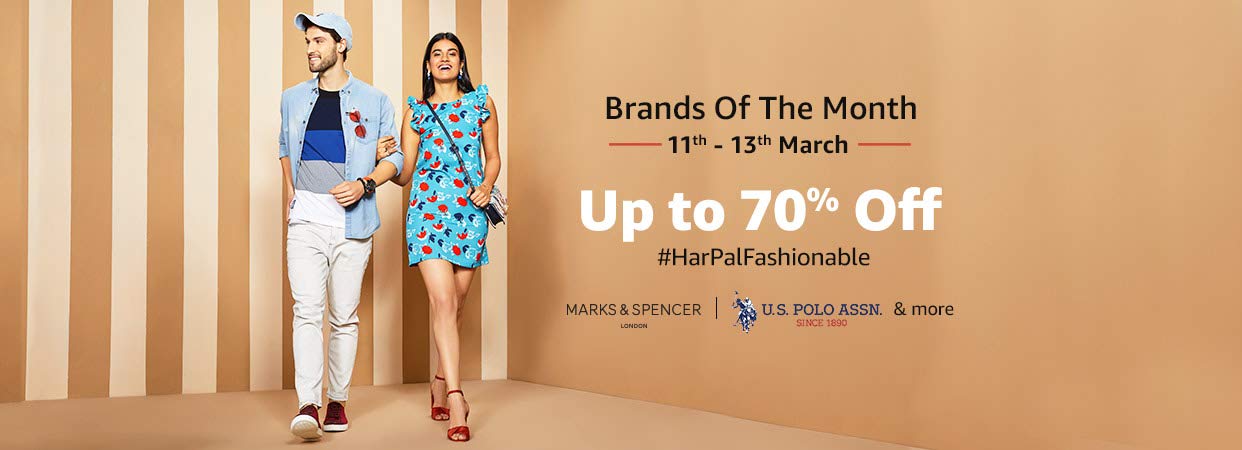 Brands Of The Month
11th - 13th March
Up to 70% Off
#HarPalFashionable
MARKS & SPENCER
LONDON
U.S. POLO ASSN.
SINCE 1890
& more